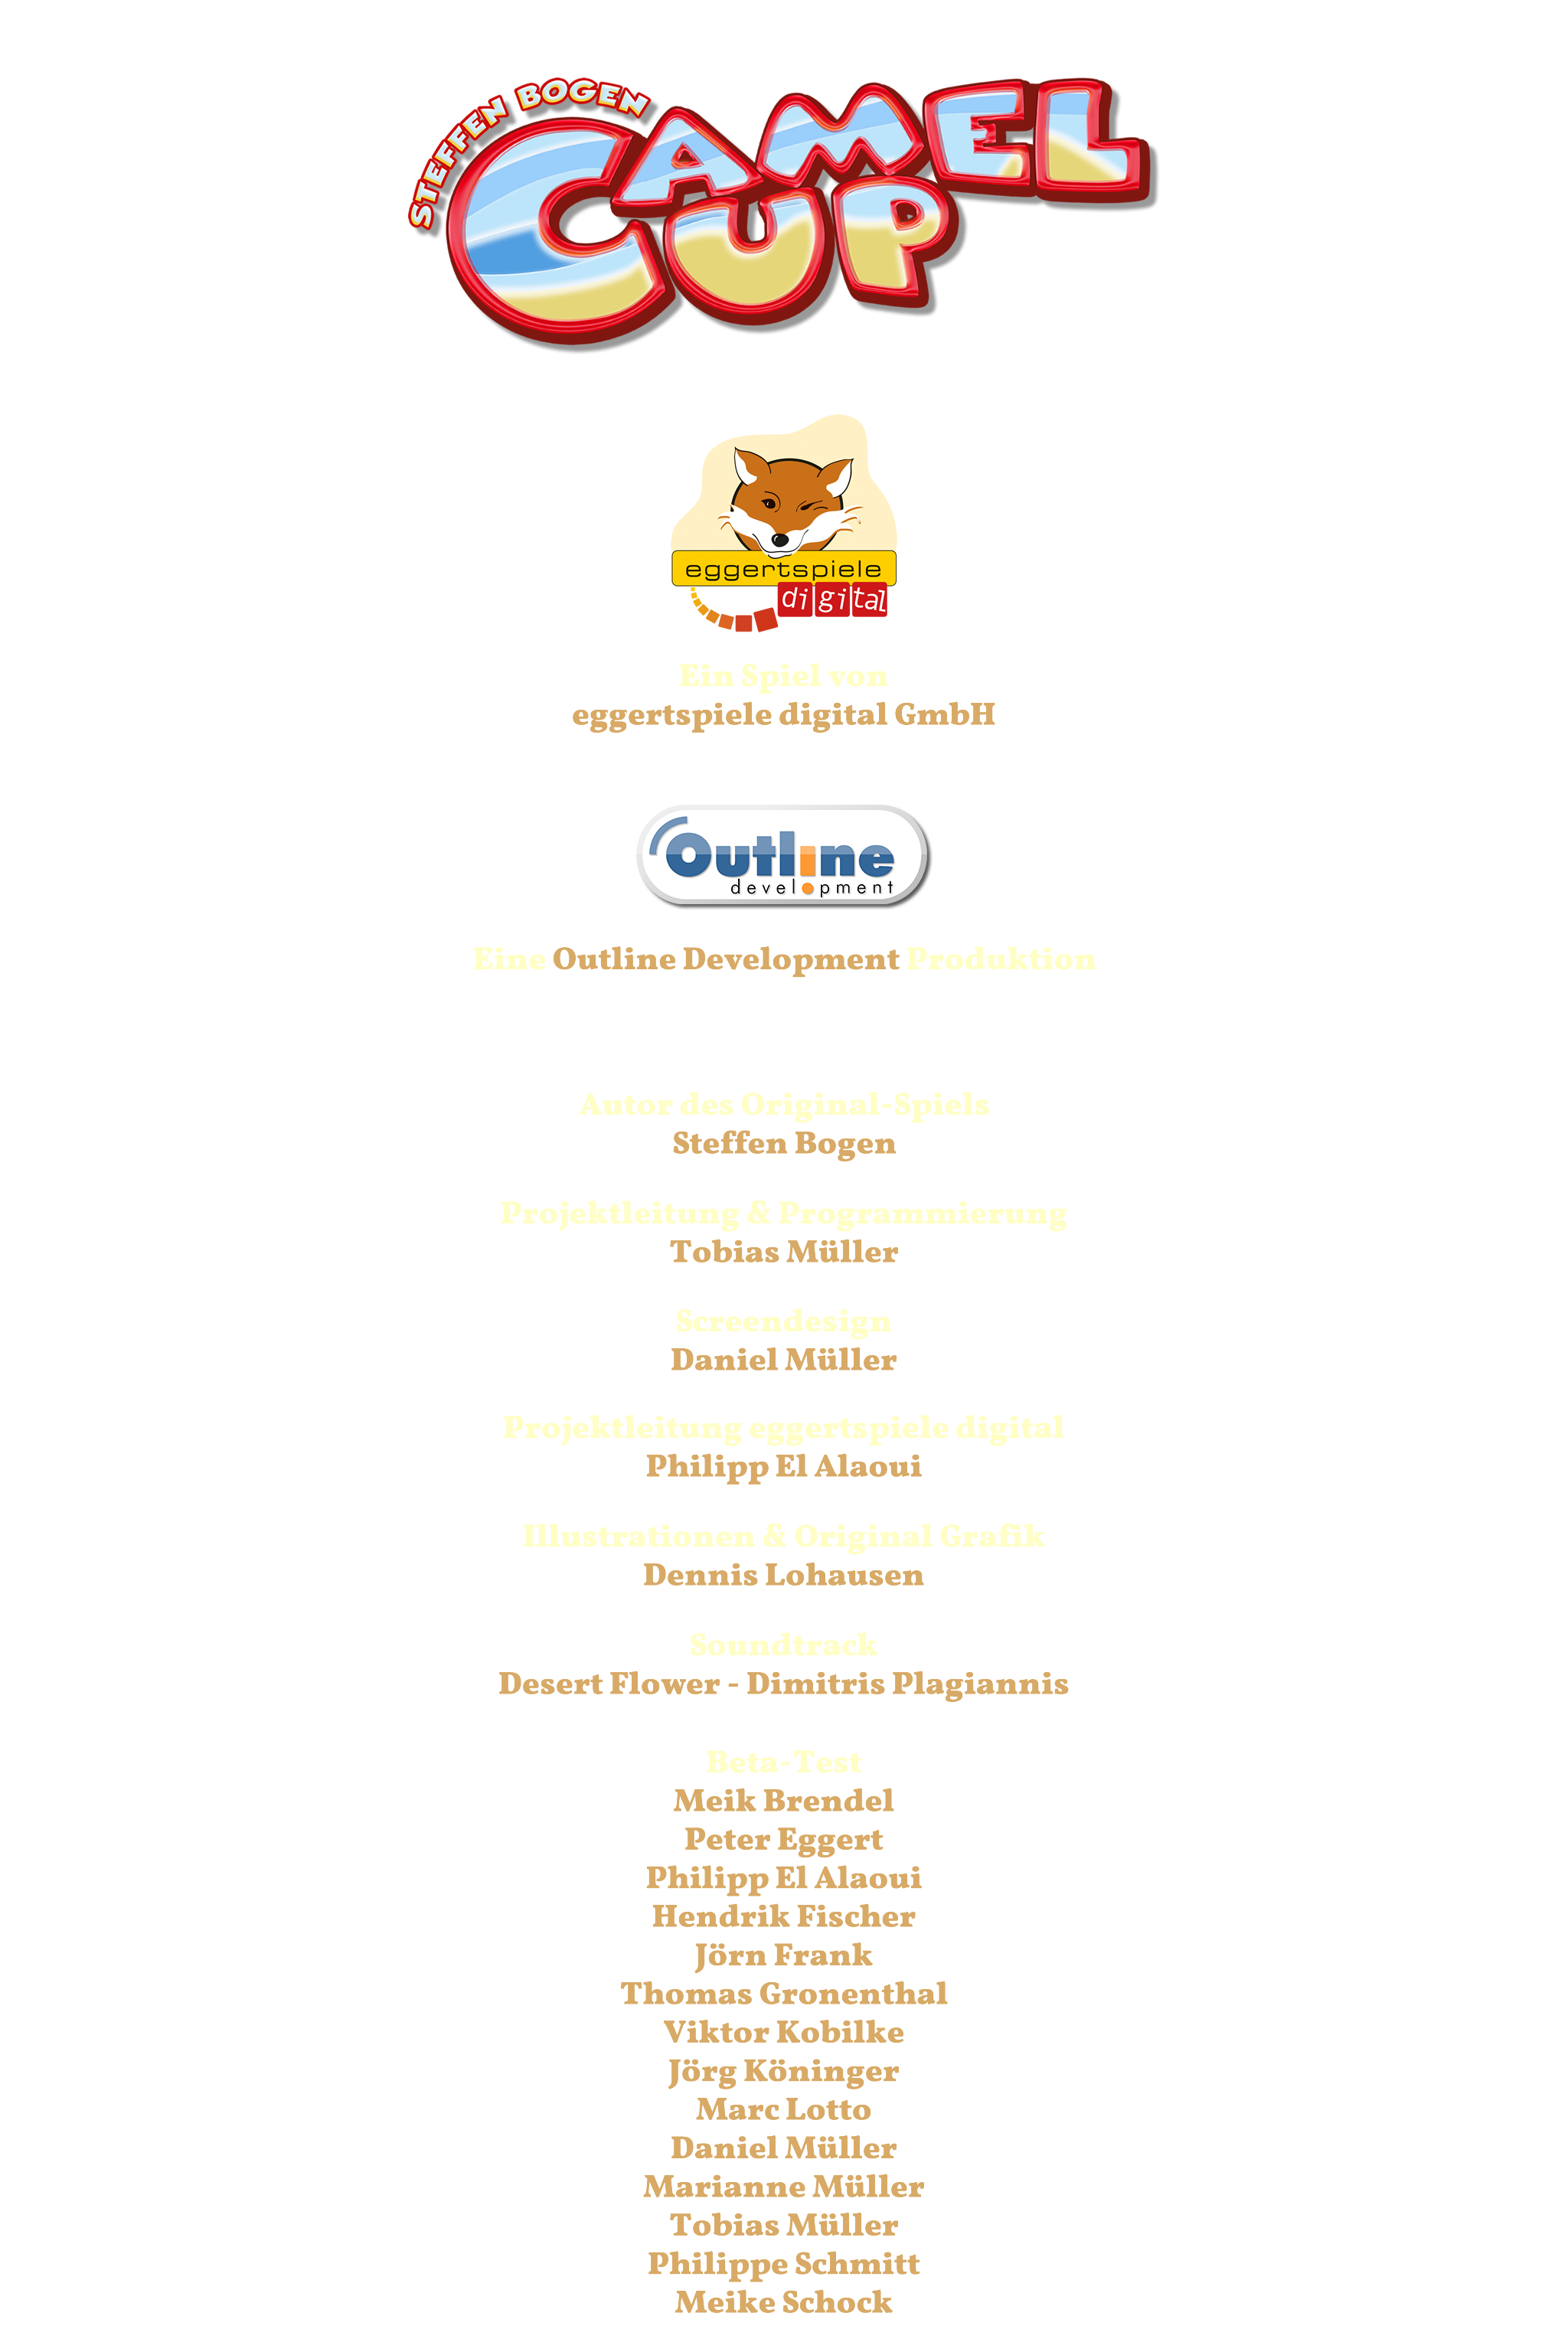 STEFFEN BOGEN
CAMEL
CUP
eggertspiele
digital
Ein Spiel von
eggertspiele digital GmbH
Outline
development
Eine Outline Development Produktion
Autor des Original-Spiels
Steffen Bogen
Projektleitung & Programmierung
Tobias Müller
Screendesign
Daniel Müller
Projektleitung eggertspiele digital
Philipp El Alaoui
Illustrationen & Original Grafik
Dennis Lohausen
Soundtrack
Desert Flower - Dimitris Plagiannis
Beta-Test
Meik Brendel
Peter Eggert
Philipp El Alaoui
Hendrik Fischer
Jörn Frank
Thomas Gronenthal
Viktor Kobilke
Jörg Köninger
Marc Lotto
Daniel Müller
Marianne Müller
Tobias Müller
Philippe Schmitt
Meike Schock